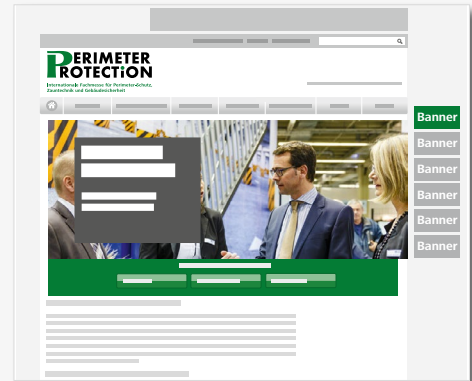 PERIMETER
PROTECTION
Internationale Fachmesse für Perimeter-Schutz,
Zauntechnik und Gebäudesicherheit
Banner
Banner
Banner
Banner
Banner
Banner